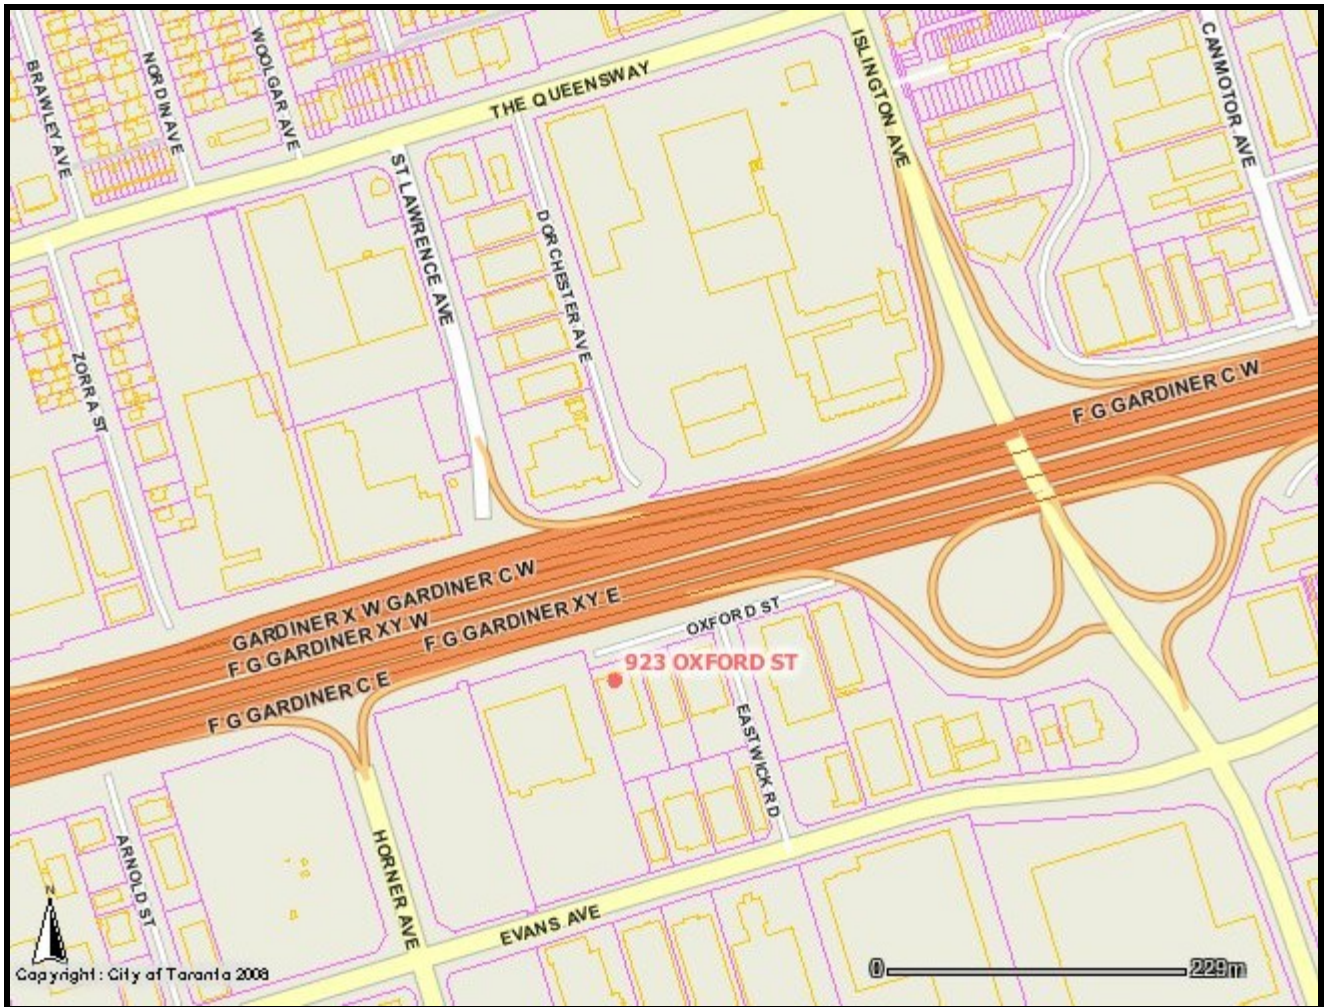 BRAWLEY AVE
NORDIN AVE
WOOLGAR AVE
THE QUEENSWAY
ISLINGTON AVE
CANMOTOR AVE
ST LAWRENCE AVE
DORCHESTER AVE
ZORRA ST
F G GARDINER C W
GARDINER X W GARDINER C W
F G GARDINER XY W
F G GARDINER XY E
F G GARDINER C E
OXFORD ST
923 OXFORD ST
EASTWICK RD
HORNER AVE
ARNOLD ST
EVANS AVE
N
Copyright: City of Toronto 2008
0 229m